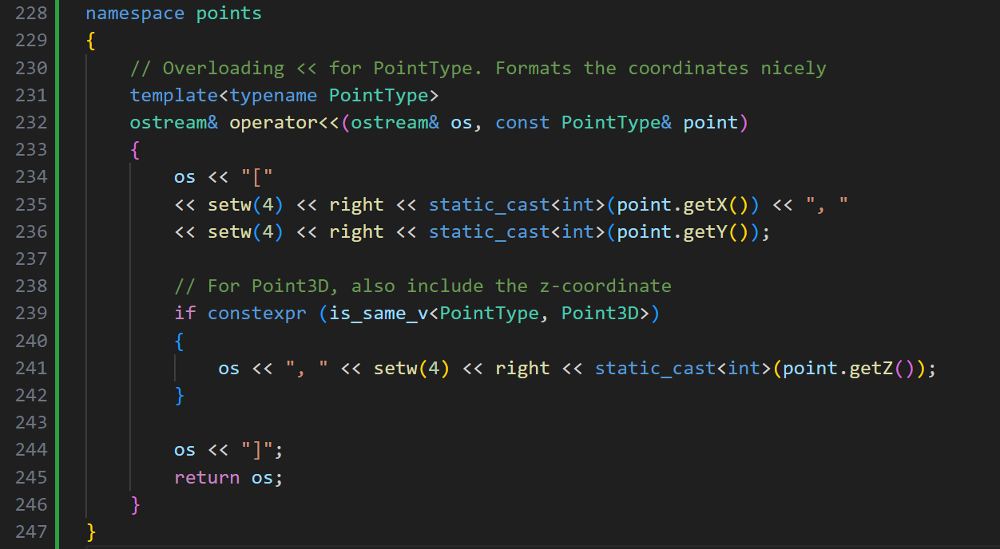 228 namespace points
229 {
230     // Overloading << for PointType. Formats the coordinates nicely
231     template<typename PointType>
232     ostream& operator<<(ostream& os, const PointType& point)
233     {
234         os << "["
235         << setw(4) << right << static_cast<int>(point.getX()) << ", "
236         << setw(4) << right << static_cast<int>(point.getY());
237
238         // For Point3D, also include the z-coordinate
239         if constexpr (is_same_v<PointType, Point3D>)
240         {
241             os << ", " << setw(4) << right << static_cast<int>(point.getZ());
242         }
243
244         os << "]";
245         return os;
246     }
247 }